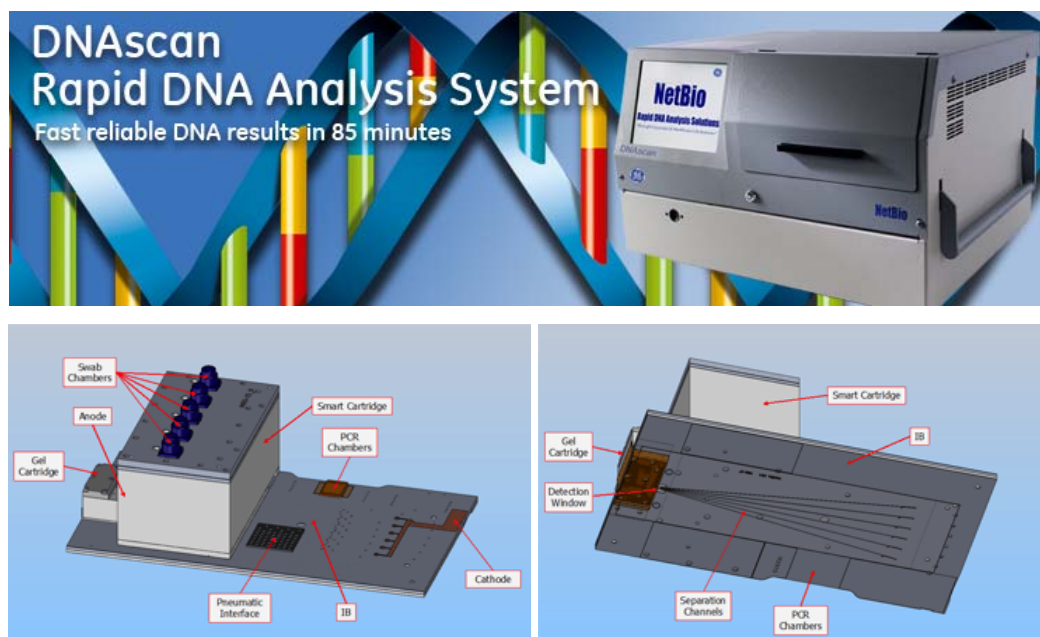 DNAscan
Rapid DNA Analysis System
Fast reliable DNA results in 85 minutes
NetBio
Rapid DNA Analysis Solutions
DNAscan
GE
NetBio
Swab
Chambers
Anode
Gel
Cartridge
Smart Cartridge
PCR
Chambers
Cathode
Pneumatic
Interface
IB
Smart Cartridge
IB
Gel
Cartridge
Detection
Window
Separation
Channels
PCR
Chambers